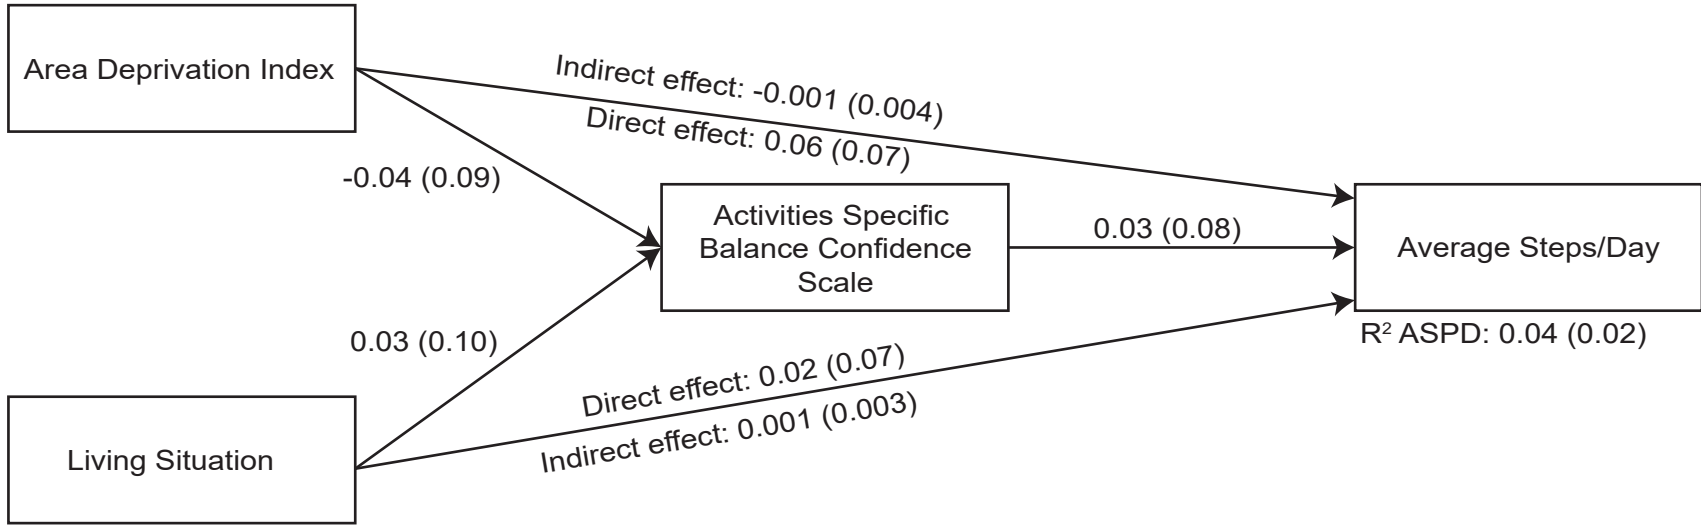 Area Deprivation Index
Indirect effect: -0.001 (0.004)
Direct effect: 0.06 (0.07)
-0.04 (0.09)
Activities Specific
Balance Confidence
Scale
0.03 (0.08)
Average Steps/Day
R² ASPD: 0.04 (0.02)
0.03 (0.10)
Direct effect: 0.02 (0.07)
Indirect effect: 0.001 (0.003)
Living Situation